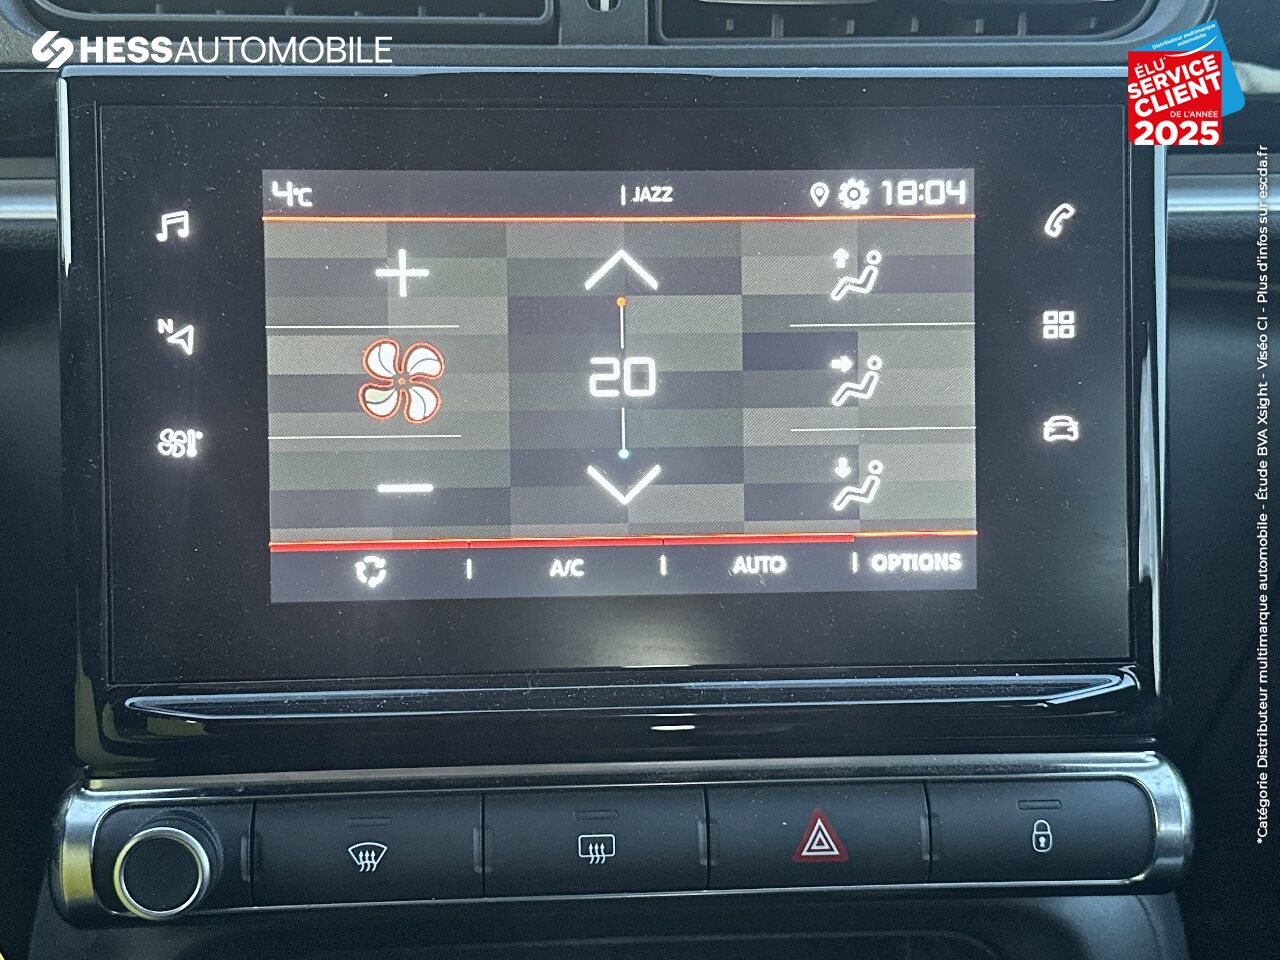 HESSAUTOMOBILE
Distributeur multimarque
automobile
ÉLU
SERVICE
CLIENT
DE L'ANNÉE
2025
4°C
JAZZ
18:04
N
20
A/C
AUTO
OPTIONS
*Catégorie Distributeur multimarque automobile - Étude BVA Xsight - Viséo CI - Plus d'infos sur escda.fr